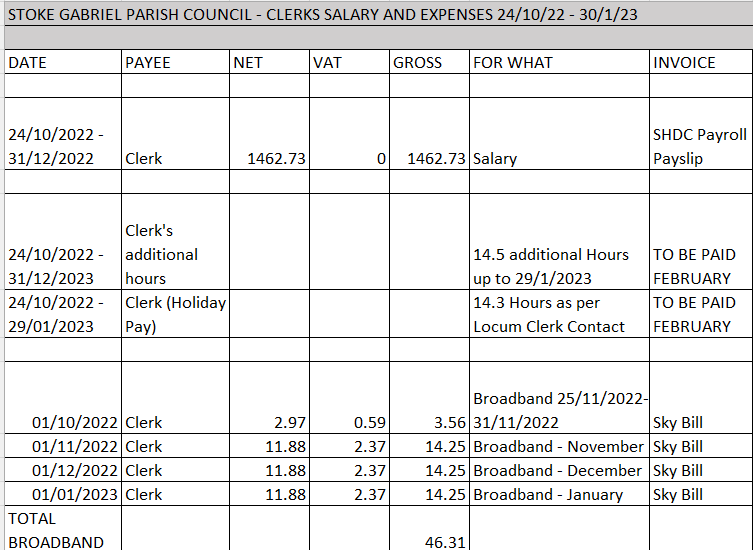 STOKE GABRIEL PARISH COUNCIL - CLERKS SALARY AND EXPENSES 24/10/22 - 30/1/23
DATE PAYEE NET VAT GROSS FOR WHAT INVOICE
24/10/2022 - SHDC Payroll
31/12/2022 Clerk 1462.73 0 1462.73 Salary Payslip
Clerk's
24/10/2022 - additional 14.5 additional Hours TO BE PAID
31/12/2023 hours up to 29/1/2023 FEBRUARY
24/10/2022 - Clerk (Holiday 14.3 Hours as per TO BE PAID
29/01/2023 Pay) Locum Clerk Contact FEBRUARY
Broadband 25/11/2022-
01/10/2022 Clerk 2.97 0.59 3.56 31/11/2022 Sky Bill
01/11/2022 Clerk 11.88 2.37 14.25 Broadband - November Sky Bill
01/12/2022 Clerk 11.88 2.37 14.25 Broadband - December Sky Bill
01/01/2023 Clerk 11.88 2.37 14.25 Broadband - January Sky Bill
TOTAL
BROADBAND 46.31